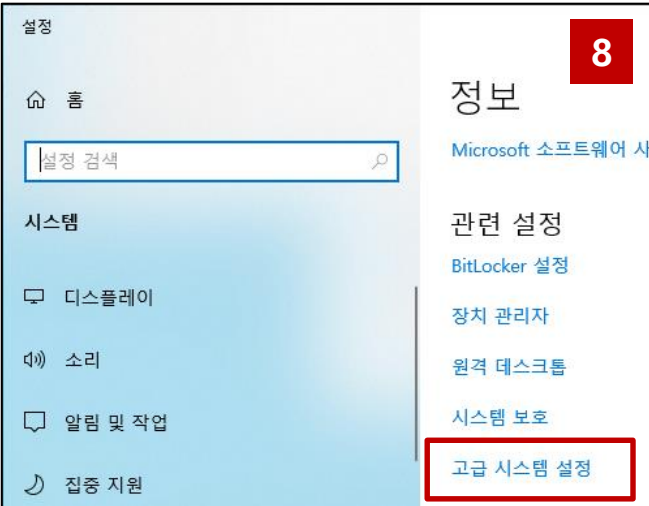 설정
홈
설정 검색
시스템
디스플레이
소리
알림 및 작업
집중 지원
8
정보
Microsoft 소프트웨어
관련 설정
BitLocker 설정
장치 관리자
원격 데스크톱
시스템 보호
고급 시스템 설정